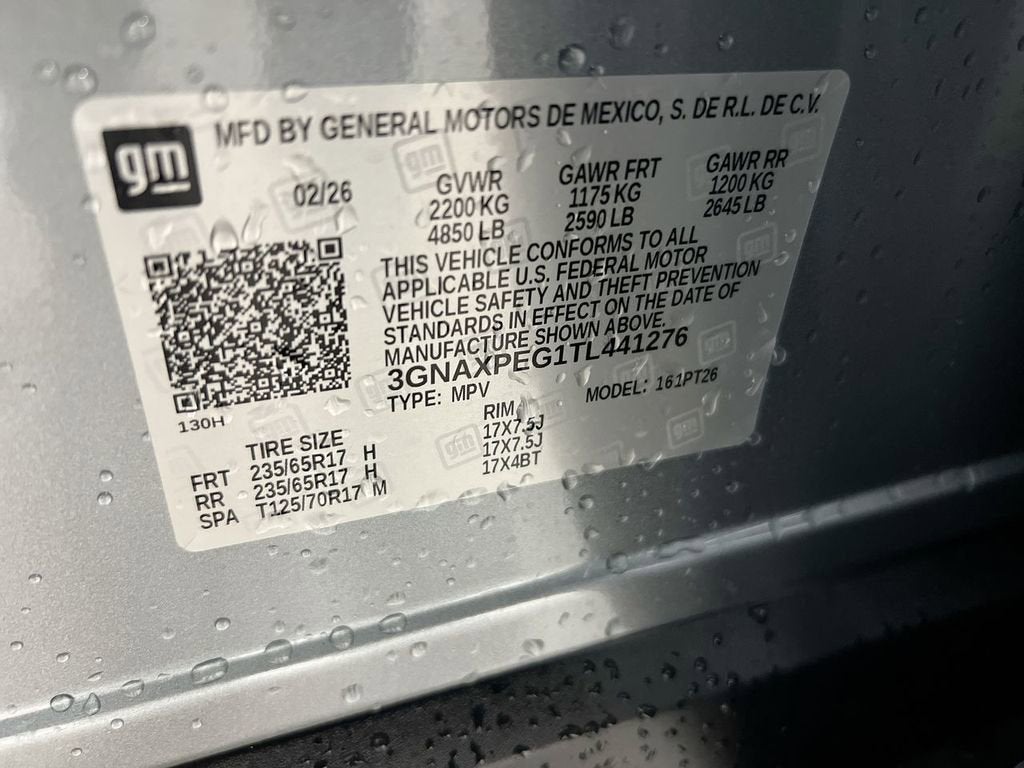 gm
MFD BY GENERAL MOTORS DE MEXICO, S. DE R.L. DE C.V.
02/26
GVWR GAWR FRT GAWR RR
2200 KG 1175 KG 1200 KG
4850 LB 2590 LB 2645 LB
THIS VEHICLE CONFORMS TO ALL
APPLICABLE U.S. FEDERAL MOTOR
VEHICLE SAFETY AND THEFT PREVENTION
STANDARDS IN EFFECT ON THE DATE OF
MANUFACTURE SHOWN ABOVE.
3GNAXPEG1TL441276
TYPE: MPV MODEL: 161PT26
130H
TIRE SIZE RIM
FRT 235/65R17 H 17X7.5J
RR 235/65R17 H 17X7.5J
SPA T125/70R17 M 17X4BT